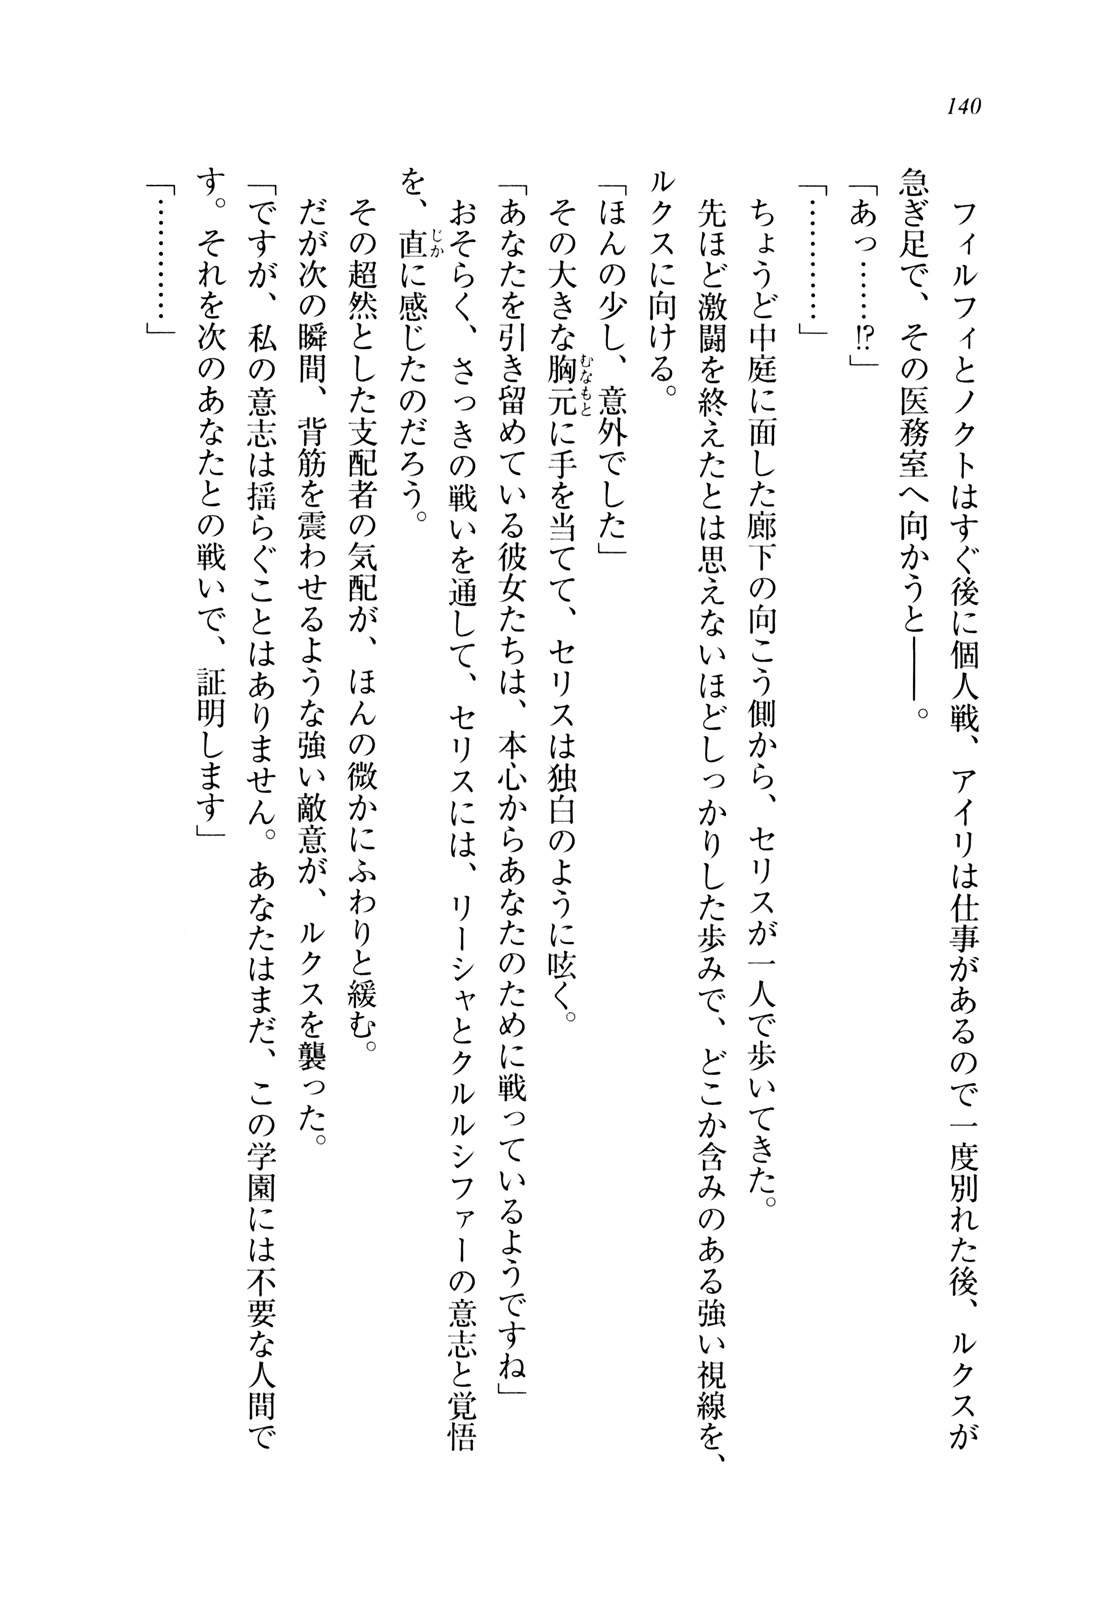 140
フィルフィとノクトはすぐ後に個人戦、アイリは仕事があるので一度別れた後、ルクスが
急ぎ足で、その医務室へ向かうと――。
「あっ……!?」
「…………」
ちょうど中庭に面した廊下の向こう側から、セリスが一人で歩いてきた。
先ほど激闘を終えたとは思えないほどしっかりした歩みで、どこか含みのある強い視線を、
ルクスに向ける。
「ほんの少し、意外でした」
その大きな胸元むなもとに手を当てて、セリスは独白のように呟く。
「あなたを引き留めている彼女たちは、本心からあなたのために戦っているようですね」
おそらく、さっきの戦いを通して、セリスには、リーシャとクルルシファーの意志と覚悟
を、直じかに感じたのだろう。
その超然とした支配者の気配が、ほんの微かにふわりと緩む。
だが次の瞬間、背筋を震わせるような強い敵意が、ルクスを襲った。
「ですが、私の意志は揺らぐことはありません。あなたはまだ、この学園には不要な人間で
す。それを次のあなたとの戦いで、証明します」
「…………」